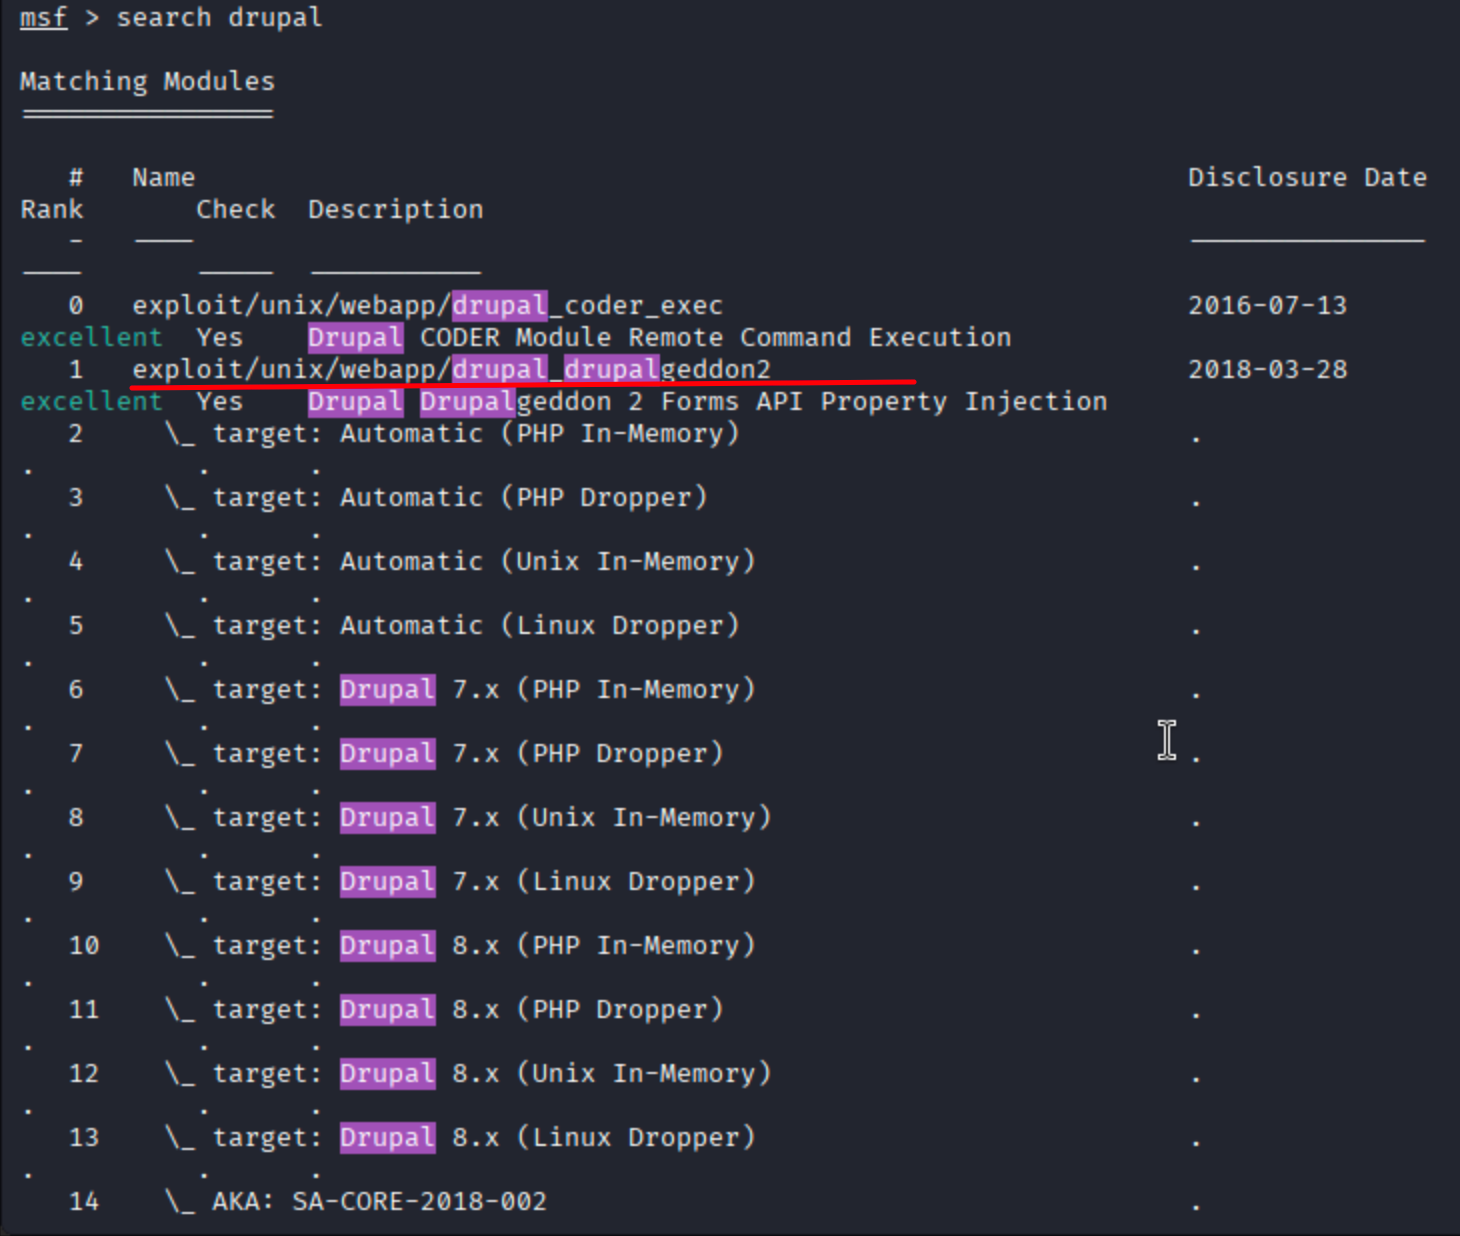 msf > search drupal
Matching Modules
================
# Name Disclosure Date
Rank Check Description
- ---- ---------------
---- ----- -----------
0 exploit/unix/webapp/drupal_coder_exec 2016-07-13
excellent Yes Drupal CODER Module Remote Command Execution
1 exploit/unix/webapp/drupal_drupalgeddon2 2018-03-28
excellent Yes Drupal Drupalgeddon 2 Forms API Property Injection
2 \_ target: Automatic (PHP In-Memory) .
. . .
3 \_ target: Automatic (PHP Dropper) .
. . .
4 \_ target: Automatic (Unix In-Memory) .
. . .
5 \_ target: Automatic (Linux Dropper) .
. . .
6 \_ target: Drupal 7.x (PHP In-Memory) .
. . .
7 \_ target: Drupal 7.x (PHP Dropper) .
. . .
8 \_ target: Drupal 7.x (Unix In-Memory) .
. . .
9 \_ target: Drupal 7.x (Linux Dropper) .
. . .
10 \_ target: Drupal 8.x (PHP In-Memory) .
. . .
11 \_ target: Drupal 8.x (PHP Dropper) .
. . .
12 \_ target: Drupal 8.x (Unix In-Memory) .
. . .
13 \_ target: Drupal 8.x (Linux Dropper) .
. . .
14 \_ AKA: SA-CORE-2018-002 .